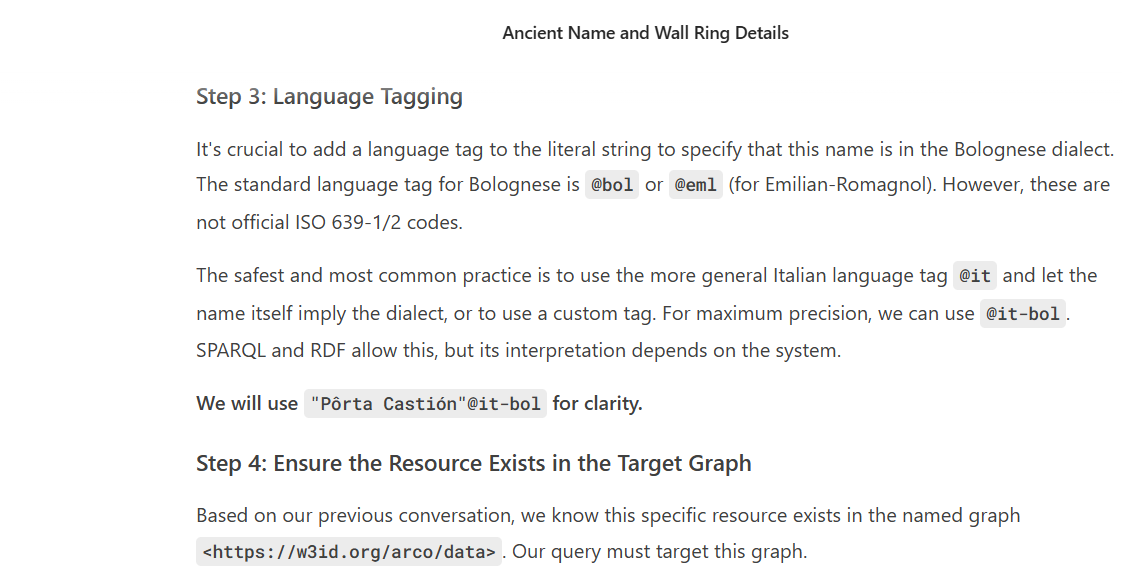 Ancient Name and Wall Ring Details
Step 3: Language Tagging
It's crucial to add a language tag to the literal string to specify that this name is in the Bolognese dialect.
The standard language tag for Bolognese is @bol or @eml (for Emilian-Romagnol). However, these are
not official ISO 639-1/2 codes.
The safest and most common practice is to use the more general Italian language tag @it and let the
name itself imply the dialect, or to use a custom tag. For maximum precision, we can use @it-bol.
SPARQL and RDF allow this, but its interpretation depends on the system.
We will use "Pôrta Castión"@it-bol for clarity.
Step 4: Ensure the Resource Exists in the Target Graph
Based on our previous conversation, we know this specific resource exists in the named graph
<https://w3id.org/arco/data>. Our query must target this graph.